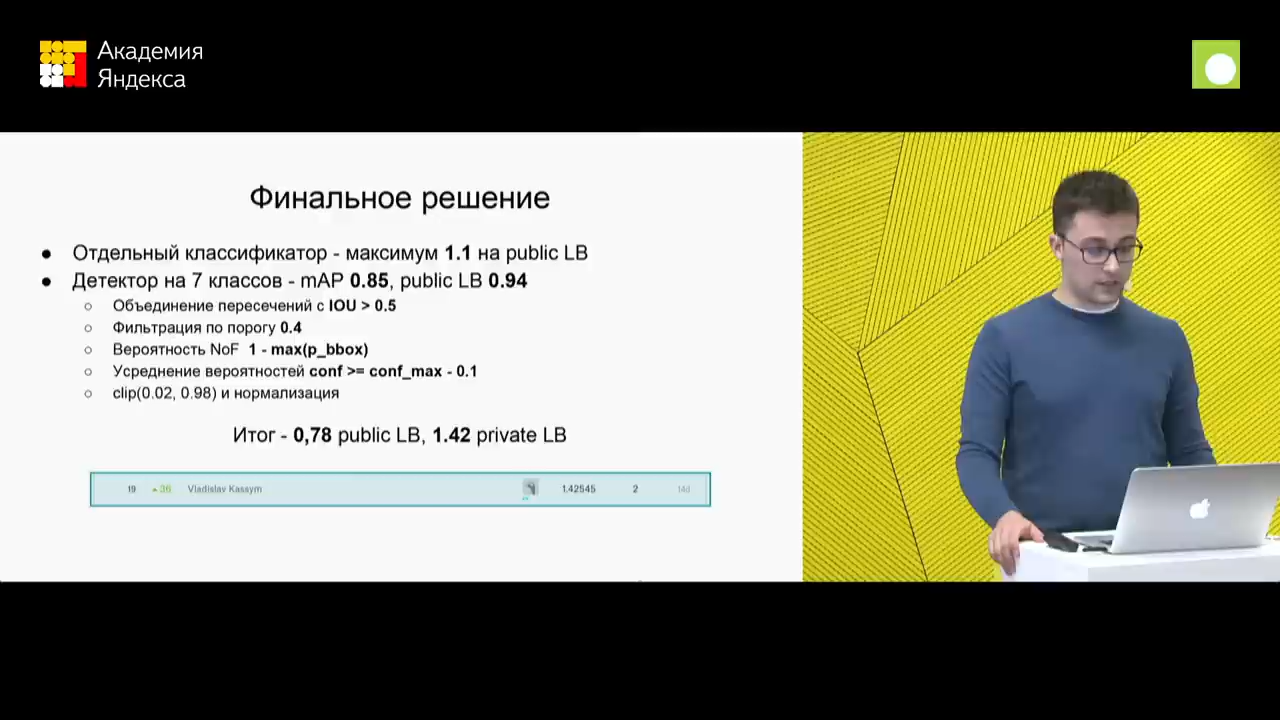 Академия
Яндекса
Финальное решение
● Отдельный классификатор - максимум 1.1 на public LB
● Детектор на 7 классов - mAP 0.85, public LB 0.94
○ Объединение пересечений с IOU > 0.5
○ Фильтрация по порогу 0.4
○ Вероятность NoF 1 - max(p_bbox)
○ Усреднение вероятностей conf >= conf_max - 0.1
○ clip(0.02, 0.98) и нормализация
Итог - 0,78 public LB, 1.42 private LB
19 ▲36 Vladislav Kassym 1.42545 2 14d